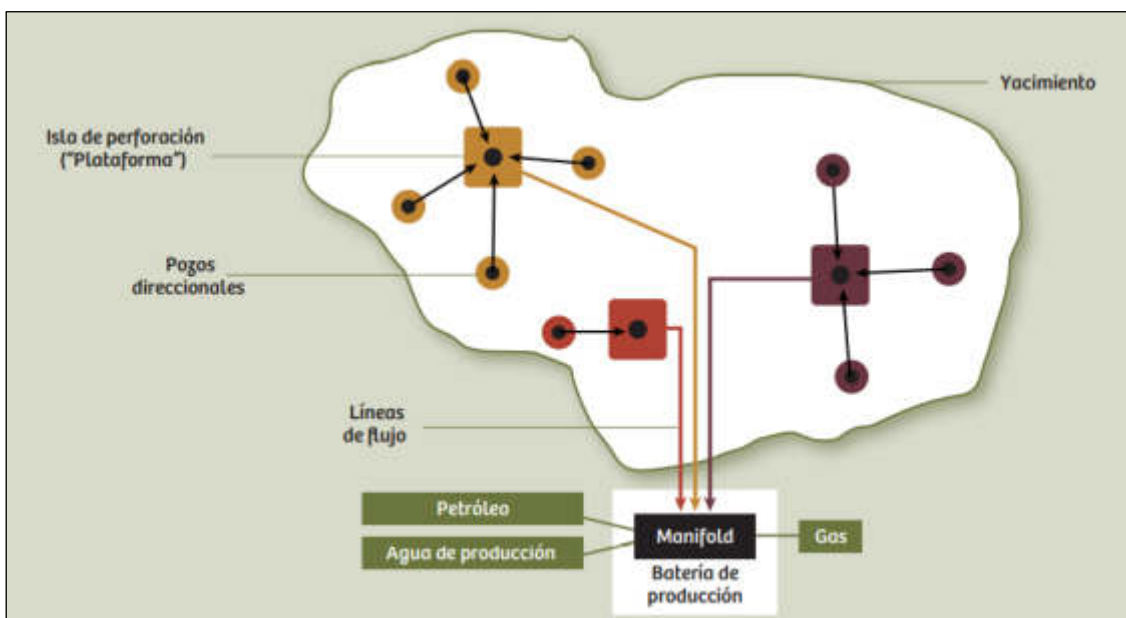 Yacimiento
Isla de perforación
("Plataforma")
Pozos
direccionales
Líneas
de flujo
Petróleo
Agua de producción
Manifold
Gas
Batería de
producción